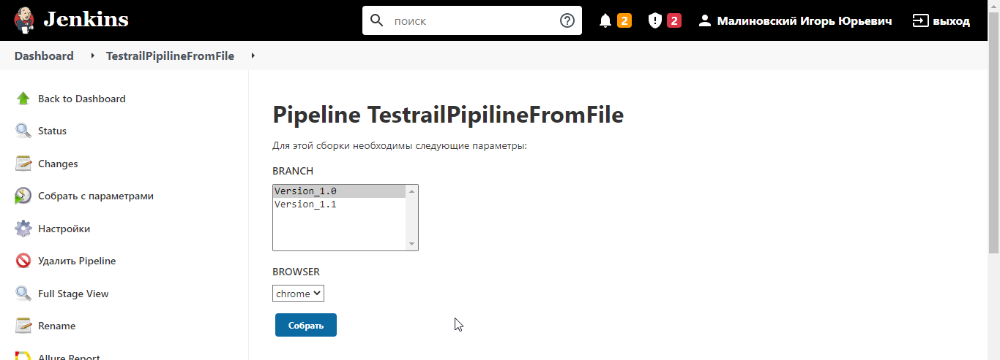 Jenkins
поиск
2
2
Малиновский Игорь Юрьевич
выход
Dashboard
TestrailPipilineFromFile
Back to Dashboard
Status
Changes
Собрать с параметрами
Настройки
Удалить Pipeline
Full Stage View
Rename
Allure Report
Pipeline TestrailPipilineFromFile
Для этой сборки необходимы следующие параметры:
BRANCH
Version_1.0
Version_1.1
BROWSER
chrome
Собрать